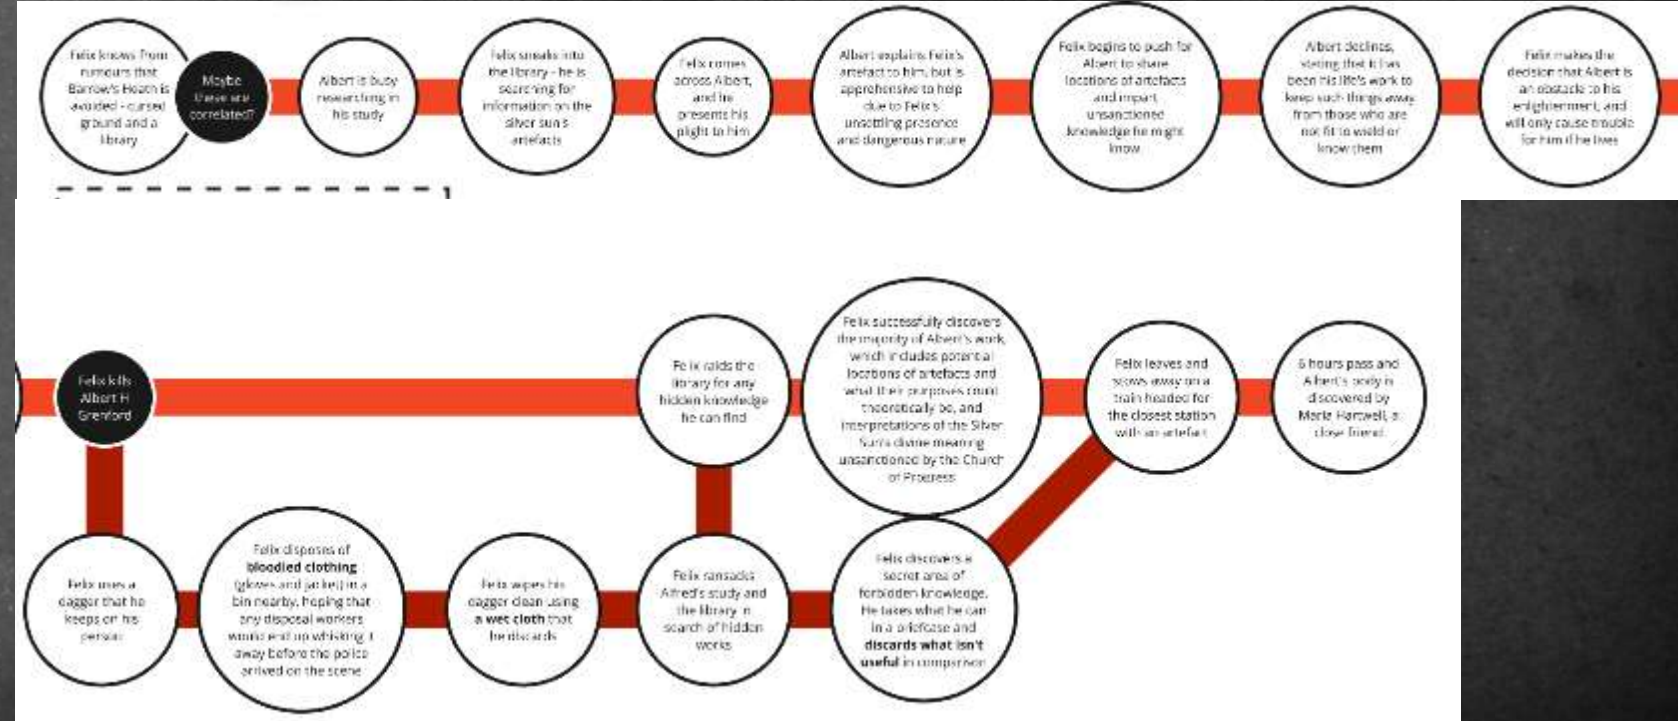 Felix knows from
rumours that
Barrow's Heath is
avoided - cursed
ground and a
library
Maybe
these are
correlated?
Albert is busy
researching in
his study
Felix sneaks into
the library - he is
searching for
information on the
silver sun's
artefacts
Felix comes
across Albert,
and he
presents his
plight to him
Albert explains Felix's
artefact to him, but is
apprehensive to help
due to Felix's
unsettling presence
and dangerous nature
Felix begins to push for
Albert to share
locations of artefacts
and impart
unsanctioned
knowledge he might
know
Albert declines,
stating that it has
been his life's work to
keep such things away
from those who are
not fit to wield or
know them
Felix makes the
decision that Albert is
an obstacle to his
enlightenment, and
will only cause trouble
for him if he lives
Felix kills
Albert H
Grenford
Felix raids the
library for any
hidden knowledge
he can find
Felix successfully discovers
the majority of Albert's work,
which includes potential
locations of artefacts and
what their purposes could
theoretically be, and
interpretations of the Silver
Sun's divine meaning
unsanctioned by the Church
of Progress
Felix leaves and
stows away on a
train headed for
the closest station
with an artefact
6 hours pass and
Albert's body is
discovered by
Maria Hartwell, a
close friend.
Felix uses a
dagger that he
keeps on his
person
Felix disposes of
bloodied clothing
(gloves and jacket) in a
bin nearby, hoping that
any disposal workers
would end up whisking it
away before the police
arrived on the scene
Felix wipes his
dagger clean using
a wet cloth that
he discards
Felix ransacks
Alfred's study and
the library in
search of hidden
works
Felix discovers a
secret area of
forbidden knowledge.
He takes what he can
in a briefcase and
discards what isn't
useful in comparison